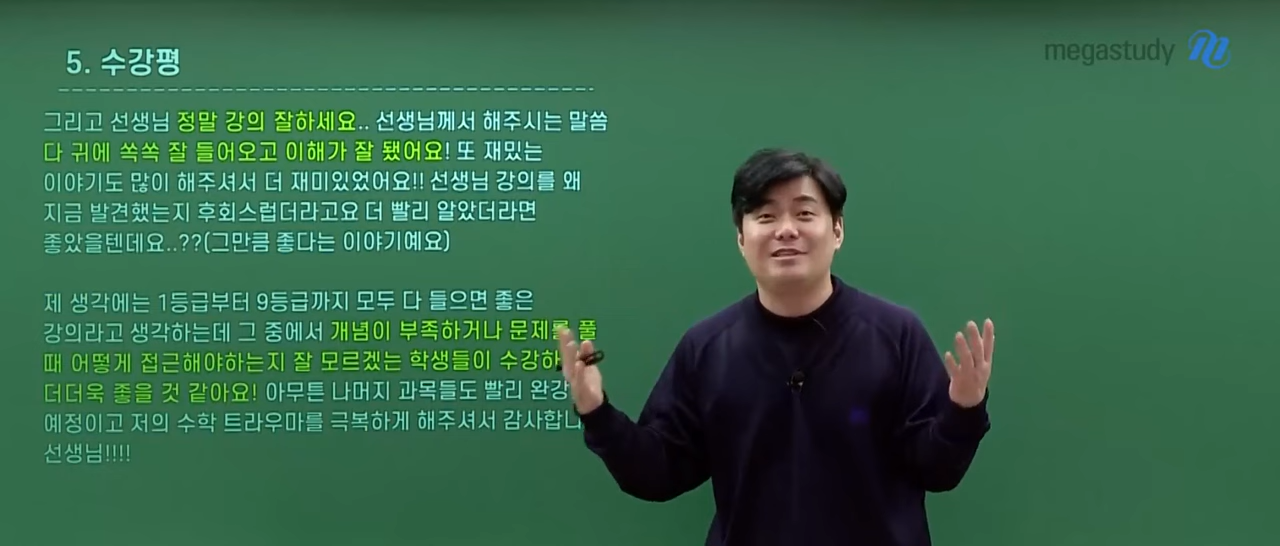 megastudy
5. 수강평
그리고 선생님 정말 강의 잘하세요.. 선생님께서 해주시는 말씀
다 귀에 쏙쏙 잘 들어오고 이해가 잘 됐어요! 또 재밌는
이야기도 많이 해주셔서 더 재미있었어요!! 선생님 강의를 왜
지금 발견했는지 후회스럽더라고요 더 빨리 알았더라면
좋았을텐데요..??(그만큼 좋다는 이야기예요)
제 생각에는 1등급부터 9등급까지 모두 다 들으면 좋은
강의라고 생각하는데 그 중에서 개념이 부족하거나 문제를 풀
때 어떻게 접근해야하는지 잘 모르겠는 학생들이
더더욱 좋을 것 같아요! 아무튼 나머지 과목들도 빨리
예정이고 저의 수학 트라우마를 극복하게 해주셔서
선생님!!!!